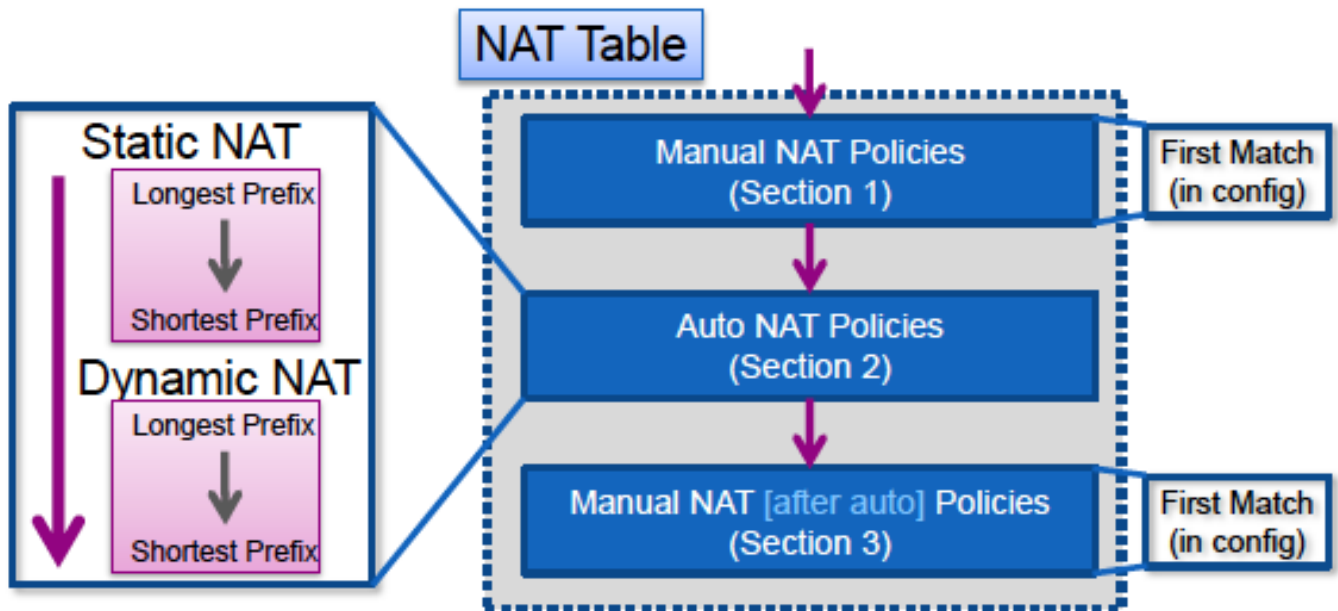 NAT Table
Static NAT
Longest Prefix
Shortest Prefix
Dynamic NAT
Longest Prefix
Shortest Prefix
Manual NAT Policies
(Section 1)
First Match
(in config)
Auto NAT Policies
(Section 2)
Manual NAT [after auto] Policies
(Section 3)
First Match
(in config)